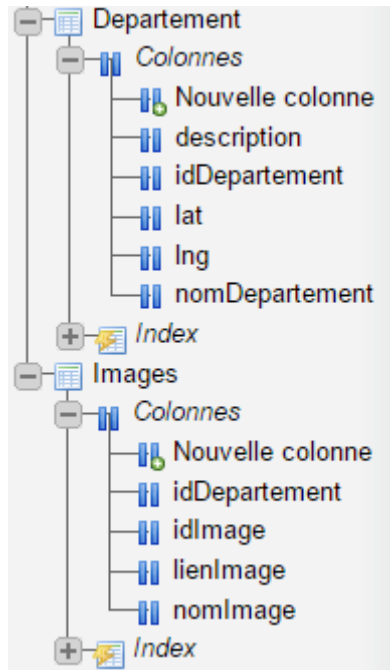 Departement
Colonnes
Nouvelle colonne
description
idDepartement
lat
lng
nomDepartement
Index
Images
Colonnes
Nouvelle colonne
idDepartement
idImage
lienImage
nomImage
Index